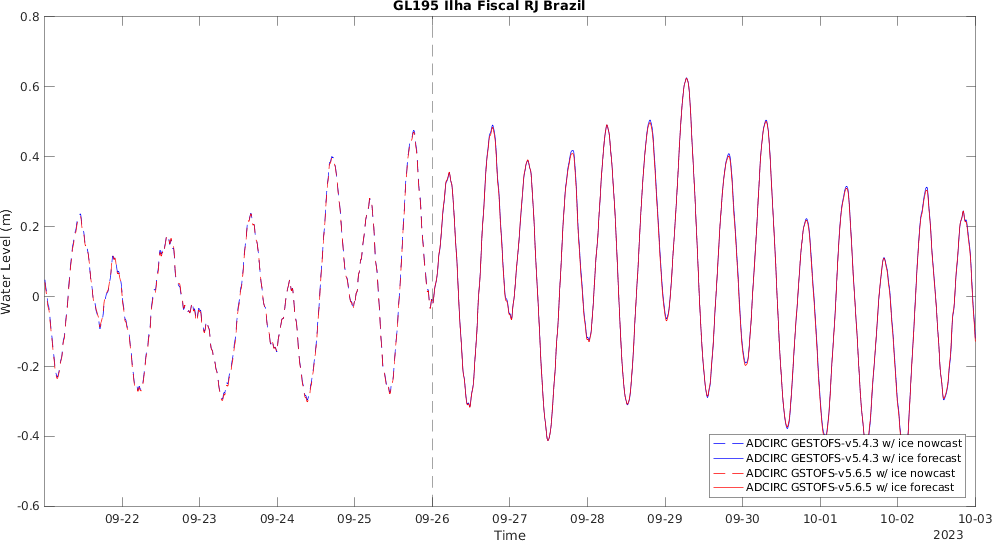 GL195 Ilha Fiscal RJ Brazil
0.8
0.6
0.4
0.2
0
-0.2
-0.4
-0.6
Water Level (m)
ADCIRC GESTOFS-v5.4.3 w/ ice nowcast
ADCIRC GESTOFS-v5.4.3 w/ ice forecast
ADCIRC GSTOFS-v5.6.5 w/ ice nowcast
ADCIRC GSTOFS-v5.6.5 w/ ice forecast
09-22 09-23 09-24 09-25 09-26 09-27 09-28 09-29 09-30 10-01 10-02 10-03
Time
2023